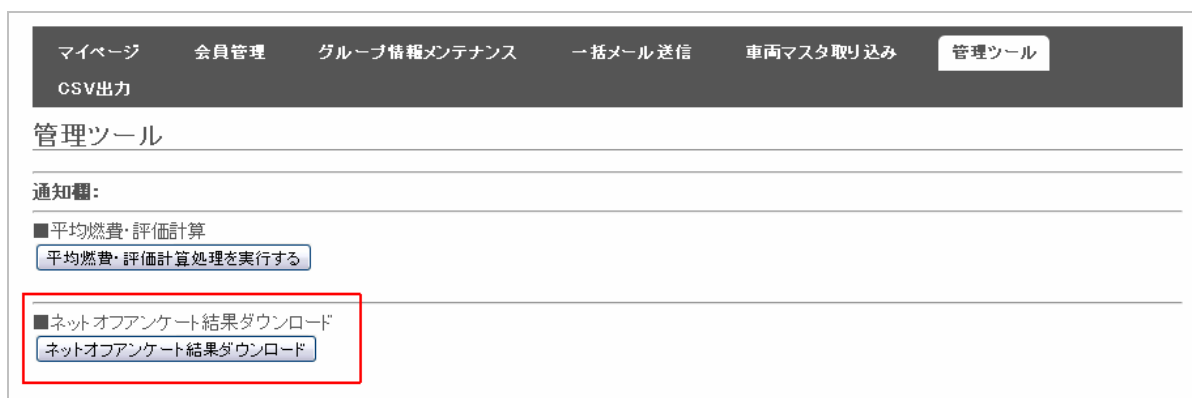 マイページ 会員管理 グループ情報メンテナンス 一括メール送信 車両マスタ取り込み 管理ツール
CSV出力
管理ツール
通知欄:
■平均燃費・評価計算
平均燃費・評価計算処理を実行する
■ネットオフアンケート結果ダウンロード
ネットオフアンケート結果ダウンロード